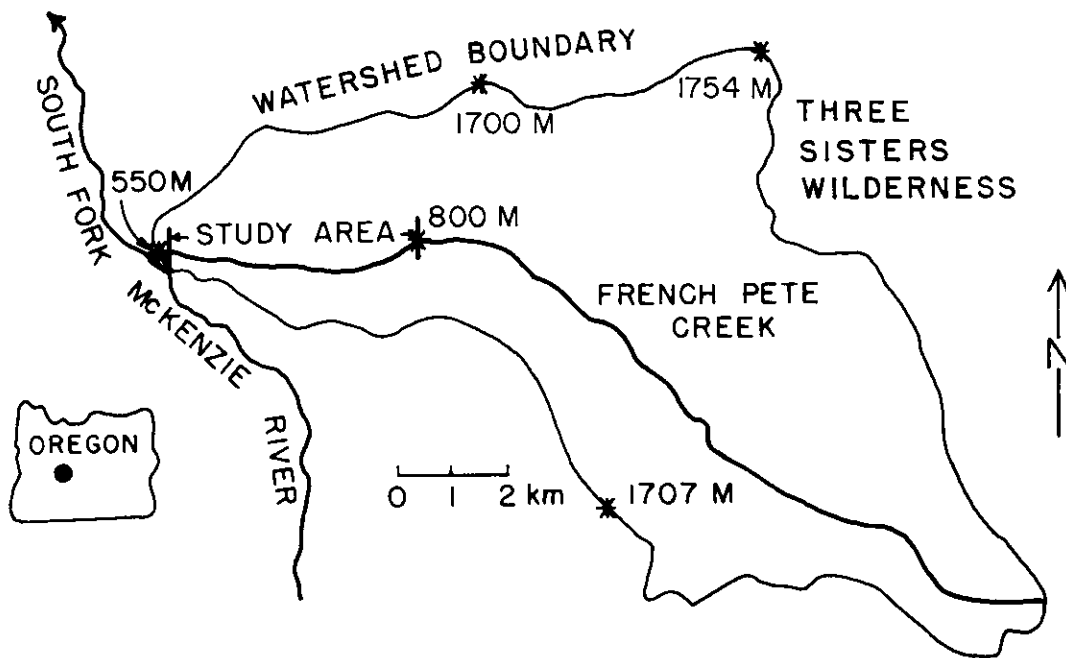 WATERSHED BOUNDARY
1754 M
1700 M
THREE
SISTERS
WILDERNESS
SOUTH FORK
MCKENZIE
RIVER
550M
STUDY AREA
800 M
FRENCH PETE
CREEK
N
OREGON
0 1 2 km
1707 M